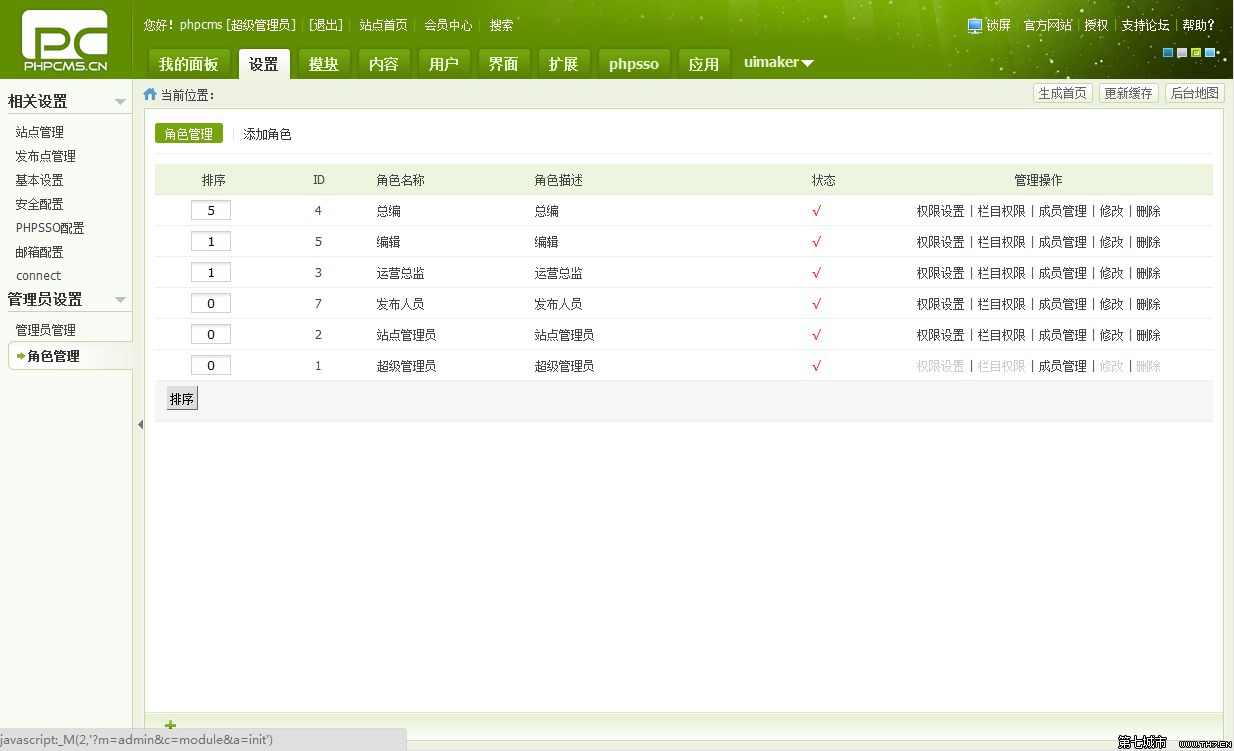 PC
PHPCMS.CN
您好！phpcms [超级管理员] | [退出] | 站点首页 | 会员中心 | 搜索
锁屏 | 官方网站 | 授权 | 支持论坛 | 帮助？
我的面板 设置 模块 内容 用户 界面 扩展 phpsso 应用 uimaker
相关设置
站点管理
发布点管理
基本设置
安全配置
PHPSSO配置
邮箱配置
connect
管理员设置
管理员管理
角色管理
当前位置：
生成首页 更新缓存 后台地图
角色管理 | 添加角色
排序 ID 角色名称 角色描述 状态 管理操作
5 4 总编 总编 √ 权限设置 | 栏目权限 | 成员管理 | 修改 | 删除
1 5 编辑 编辑 √ 权限设置 | 栏目权限 | 成员管理 | 修改 | 删除
1 3 运营总监 运营总监 √ 权限设置 | 栏目权限 | 成员管理 | 修改 | 删除
0 7 发布人员 发布人员 √ 权限设置 | 栏目权限 | 成员管理 | 修改 | 删除
0 2 站点管理员 站点管理员 √ 权限设置 | 栏目权限 | 成员管理 | 修改 | 删除
0 1 超级管理员 超级管理员 √ 权限设置 | 栏目权限 | 成员管理 | 修改 | 删除
排序
javascript:_M(2,'?m=admin&c=module&a=init')
第七城市 WWW.TH7.CN